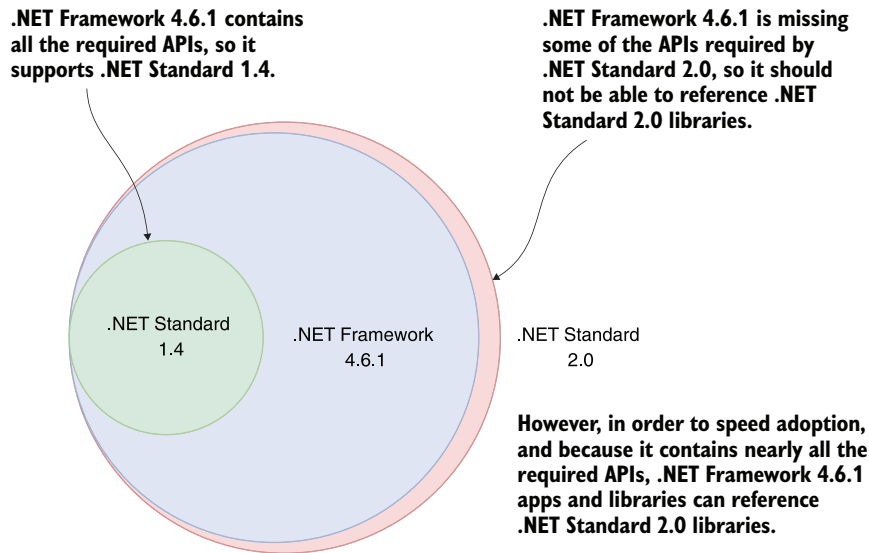 .NET Framework 4.6.1 contains
all the required APIs, so it
supports .NET Standard 1.4.
.NET Framework 4.6.1 is missing
some of the APIs required by
.NET Standard 2.0, so it should
not be able to reference .NET
Standard 2.0 libraries.
.NET Standard
1.4
.NET Framework
4.6.1
.NET Standard
2.0
However, in order to speed adoption,
and because it contains nearly all the
required APIs, .NET Framework 4.6.1
apps and libraries can reference
.NET Standard 2.0 libraries.